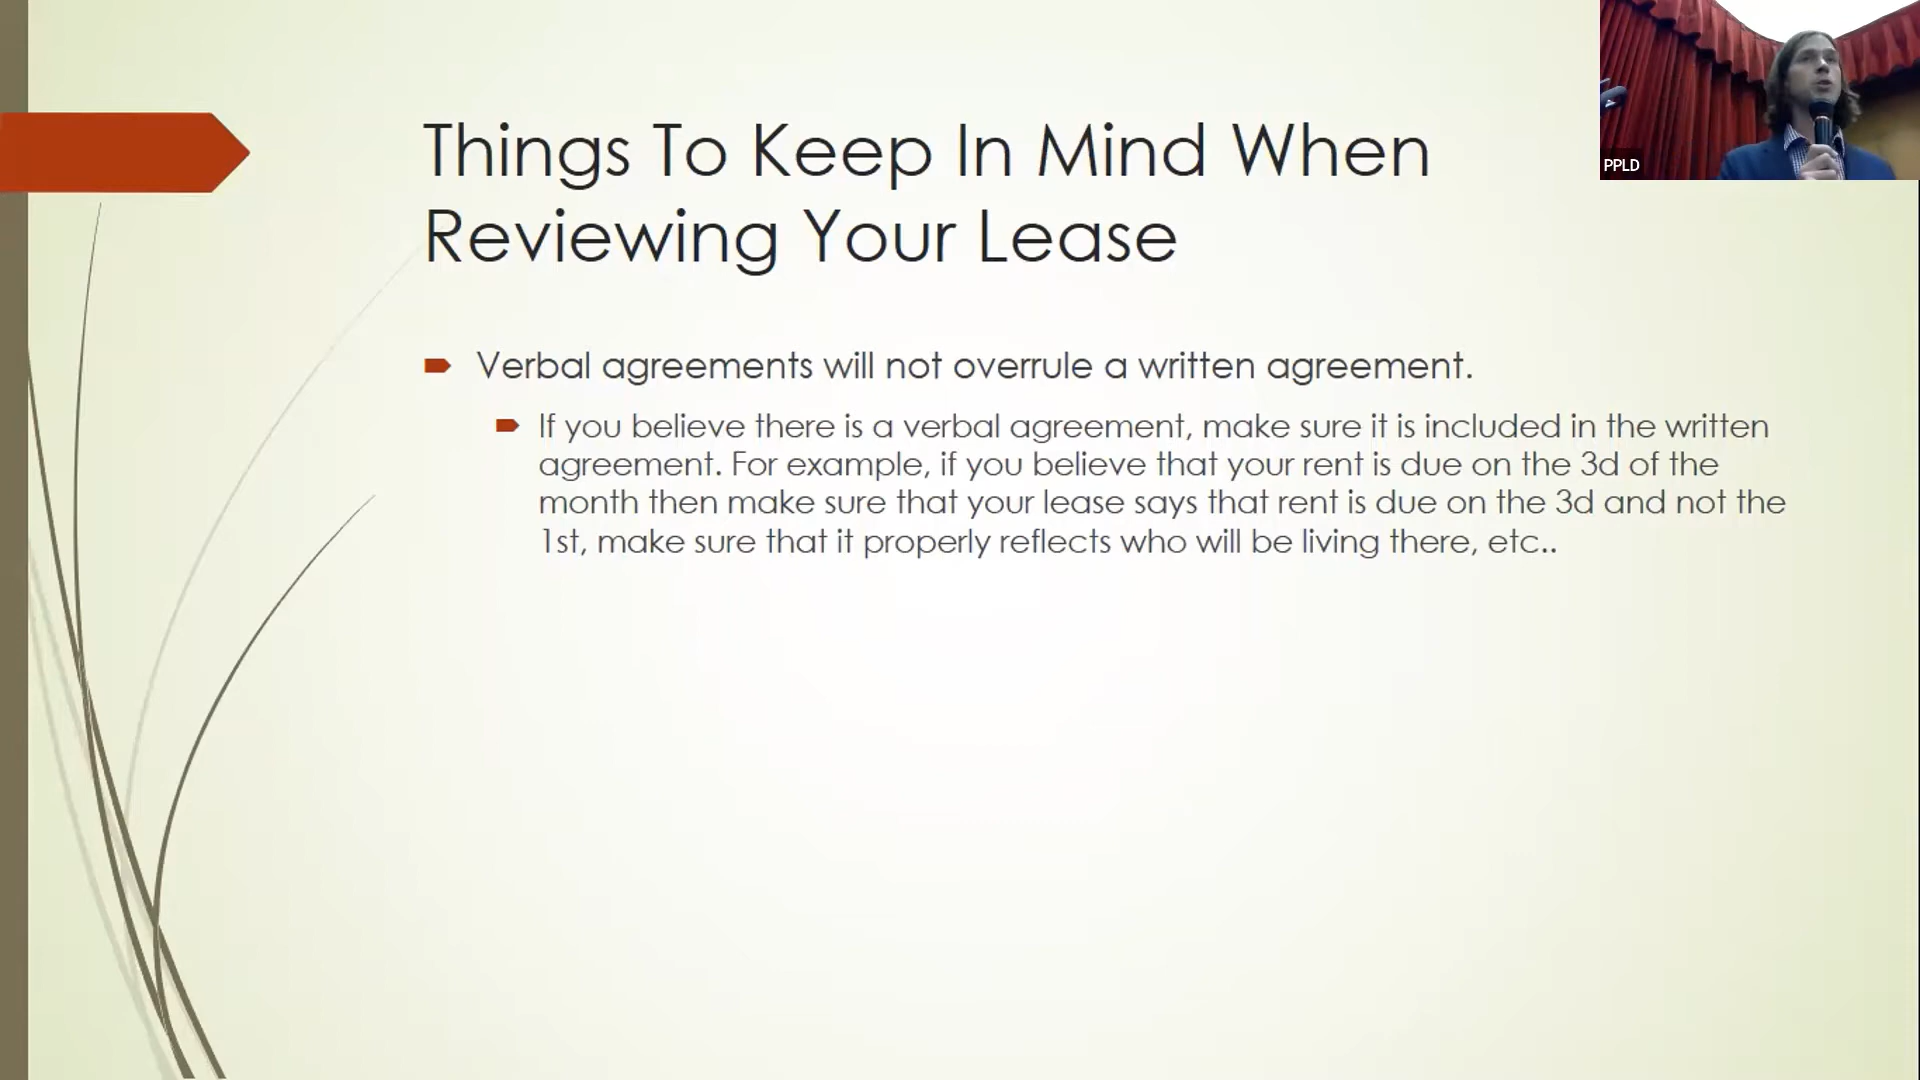 Things To Keep In Mind When
Reviewing Your Lease
PPLD
Verbal agreements will not overrule a written agreement.
If you believe there is a verbal agreement, make sure it is included in the written
agreement. For example, if you believe that your rent is due on the 3d of the
month then make sure that your lease says that rent is due on the 3d and not the
1st, make sure that it properly reflects who will be living there, etc..